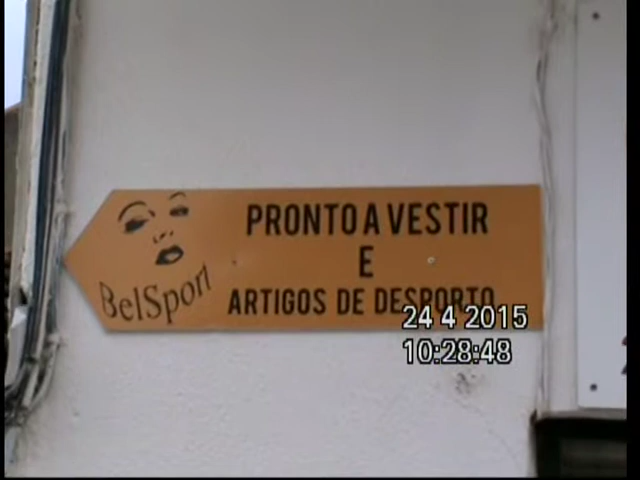 PRONTO A VESTIR
E
ARTIGOS DE DESPORTO
BelSport
24 4 2015
10:28:48